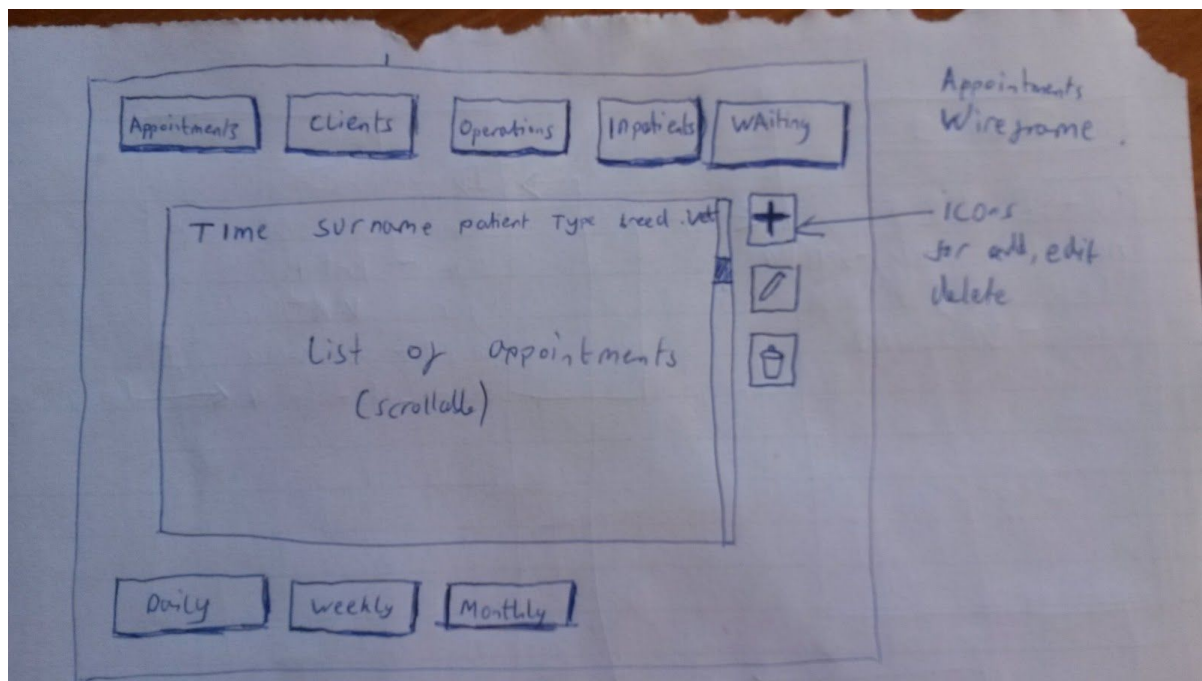 Appointments Clients Operations Inpatients WAiting
Appointments
Wireframe.
Time surname patient Type breed .Vet
icons
for add, edit
delete
List of appointments
(scrollable)
Daily Weekly Monthly